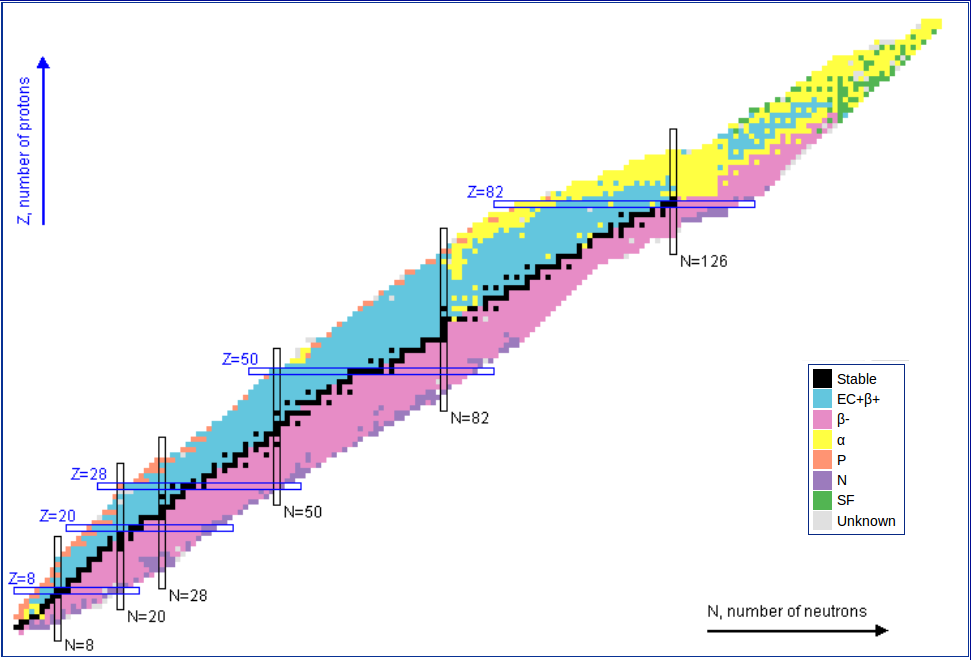 Z, number of protons
Z=82
N=126
Z=50
N=82
Z=28
N=50
Z=20
N=28
Z=8
N=20
N=8
N, number of neutrons
Stable
EC+β+
β-
α
P
N
SF
Unknown